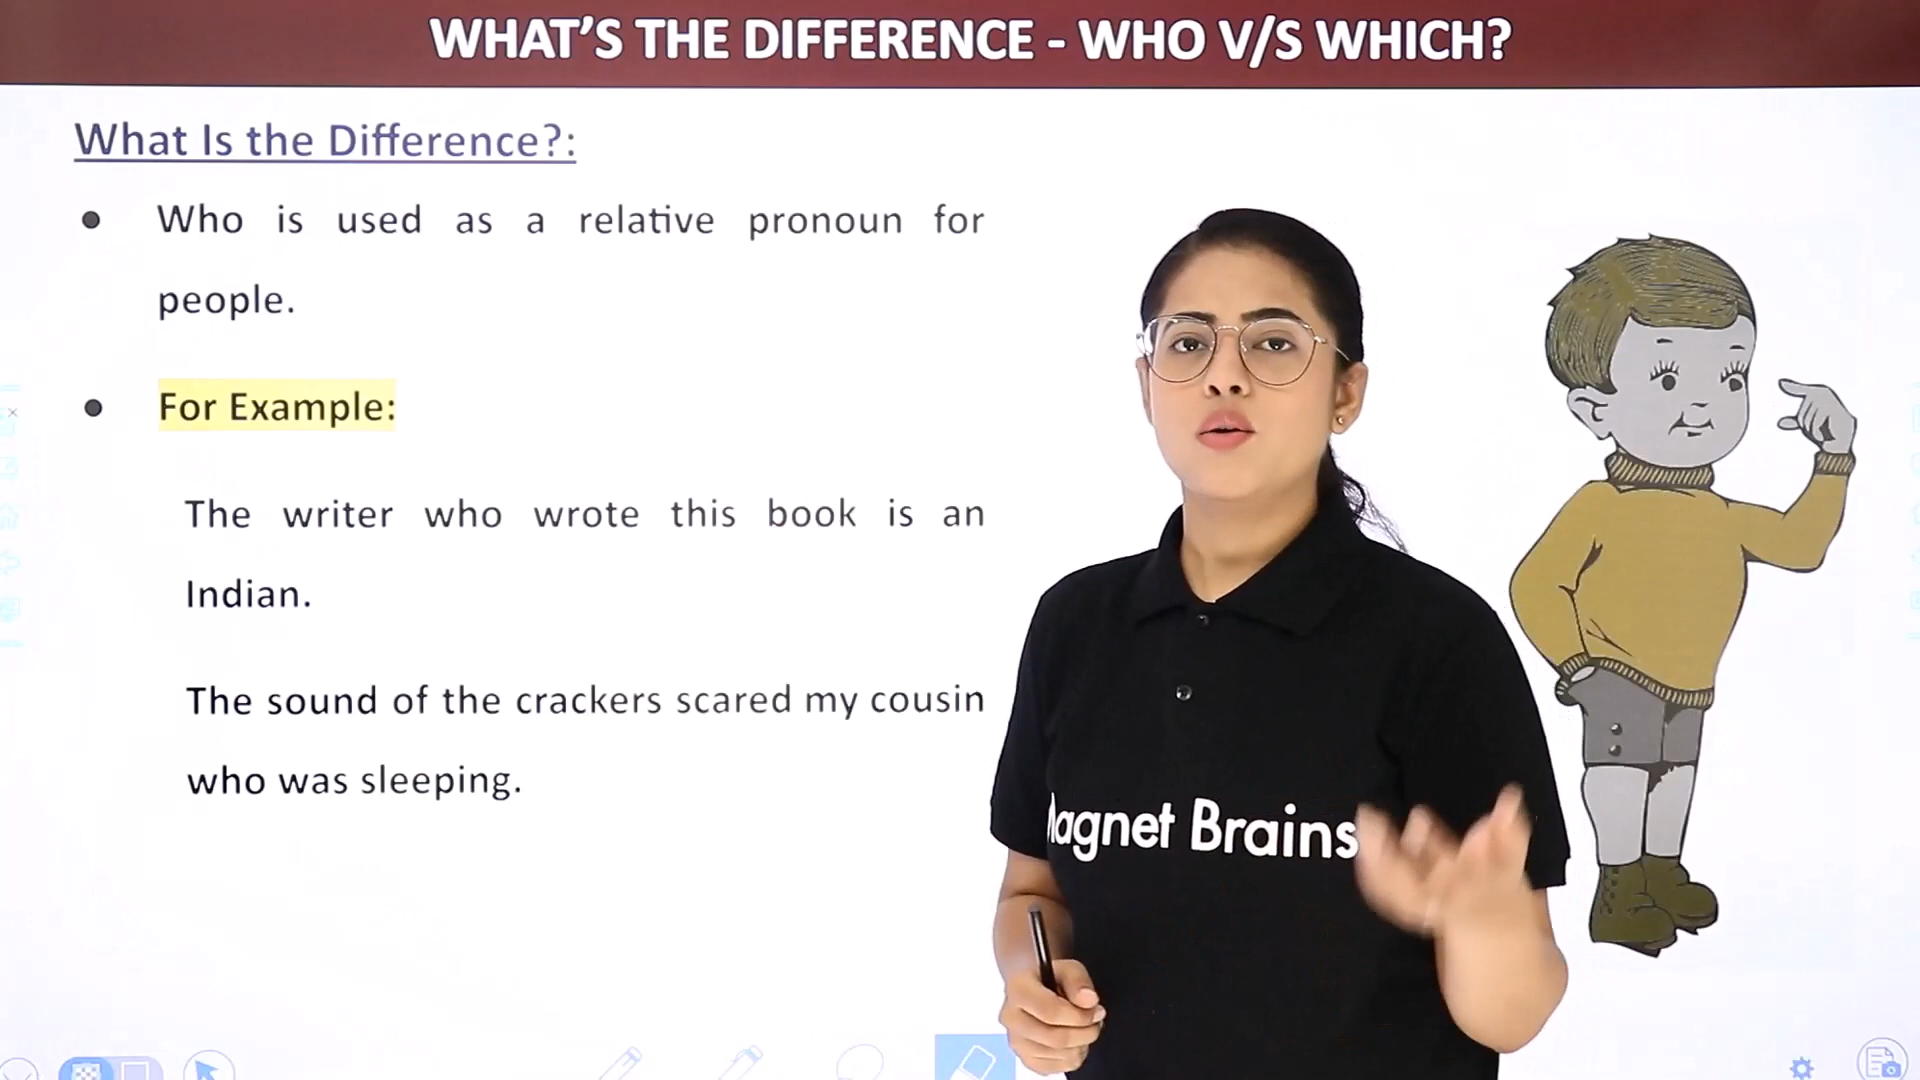 WHAT'S THE DIFFERENCE - WHO V/S WHICH?
What Is the Difference?:
● Who is used as a relative pronoun for
people.
● For Example:
The writer who wrote this book is an
Indian.
The sound of the crackers scared my cousin
who was sleeping.
agnet Brains